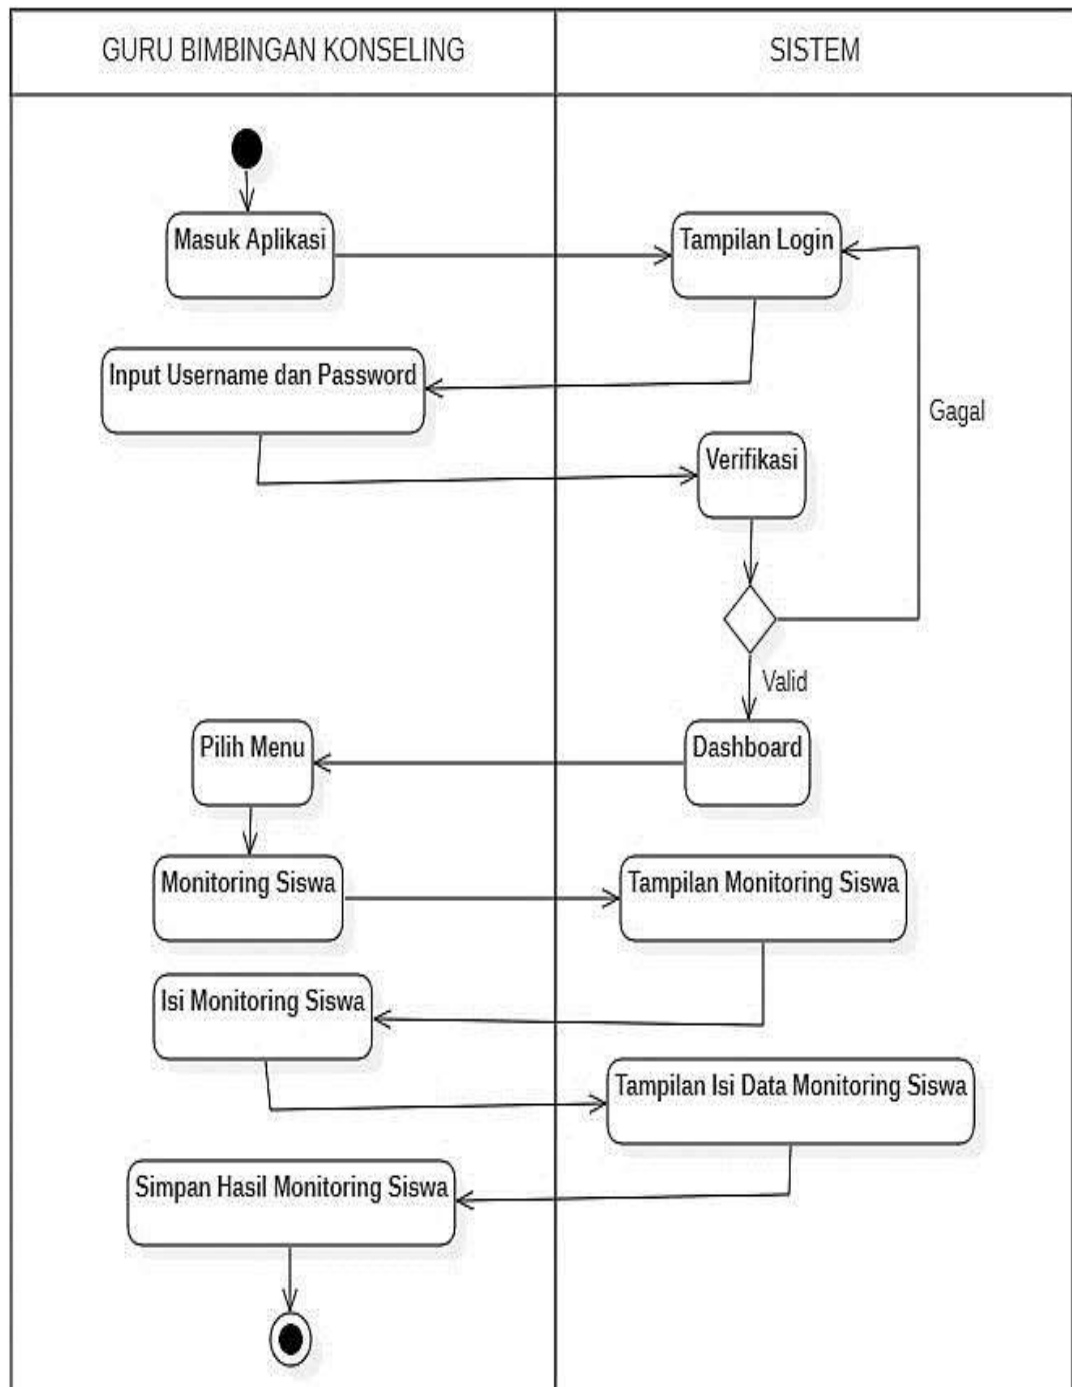 GURU BIMBINGAN KONSELING
SISTEM
Masuk Aplikasi
Tampilan Login
Input Username dan Password
Gagal
Verifikasi
Valid
Pilih Menu
Dashboard
Monitoring Siswa
Tampilan Monitoring Siswa
Isi Monitoring Siswa
Tampilan Isi Data Monitoring Siswa
Simpan Hasil Monitoring Siswa